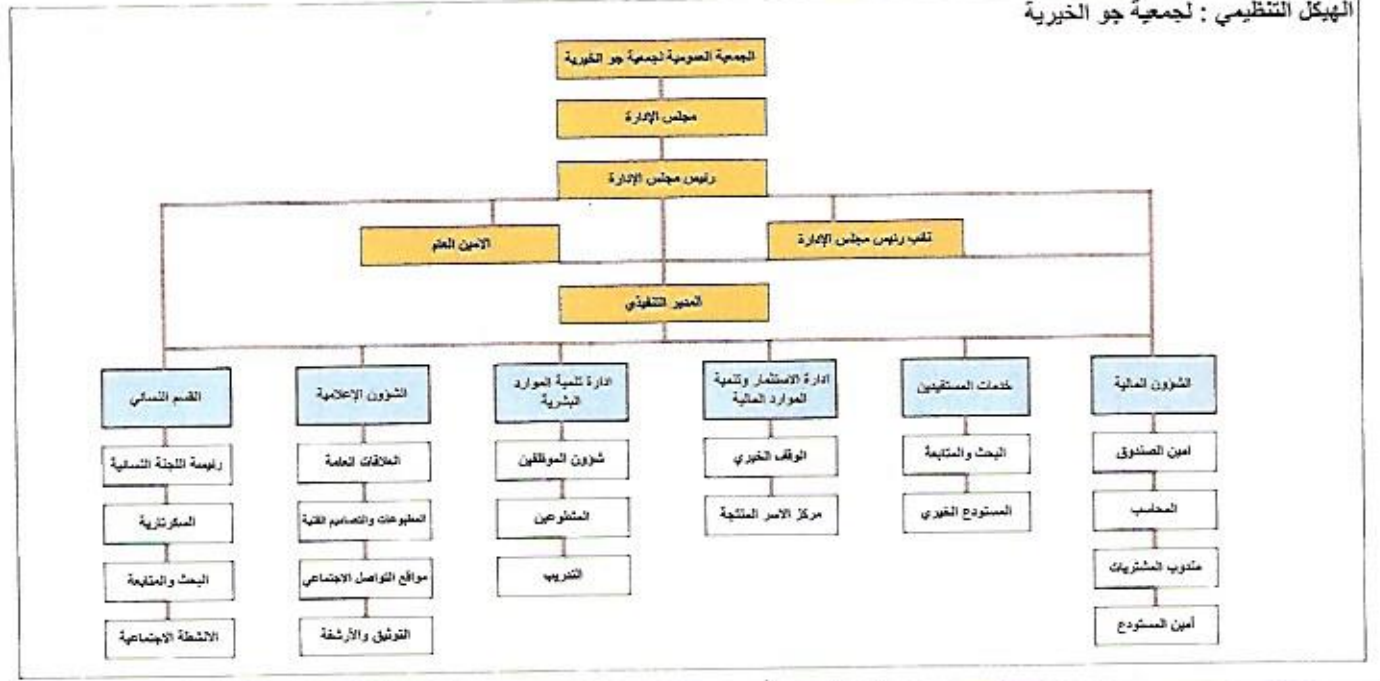 الهيكل التنظيمي : لجمعية جو الخيرية
الجمعية العمومية لجمعية جو الخيرية
مجلس الإدارة
رئيس مجلس الإدارة
نائب رئيس مجلس الإدارة
الامين العام
المدير التنفيذي
الشؤون المالية
امين الصندوق
المحاسب
مندوب المشتريات
أمين المستودع
خدمات المستفيدين
البحث والمتابعة
المستودع الخيري
ادارة الاستثمار وتنمية
الموارد المالية
الوقف الخيري
مركز الاسر المنتجة
ادارة تنمية الموارد
البشرية
شؤون الموظفين
المتطوعين
التدريب
الشؤون الإعلامية
العلاقات العامة
المطبوعات والتصاميم الفنية
مواقع التواصل الاجتماعي
التوثيق والأرشفة
القسم النسائي
رئيسة اللجنة النسائية
السكرتارية
البحث والمتابعة
الانشطة الاجتماعية